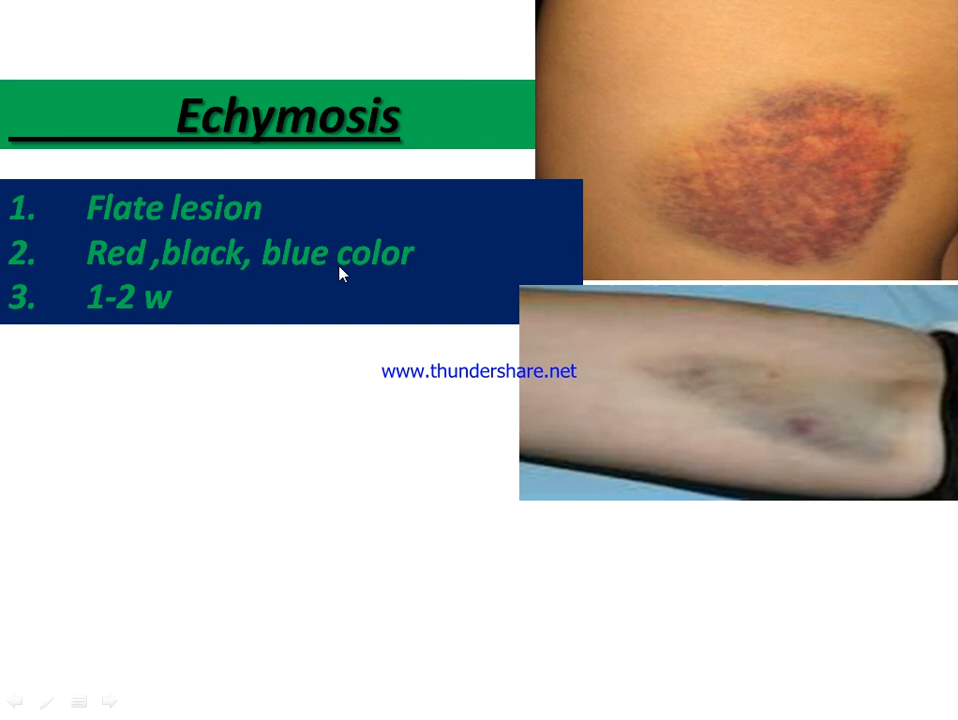 Echymosis
1. Flate lesion
2. Red ,black, blue color
3. 1-2 w
www.thundershare.net